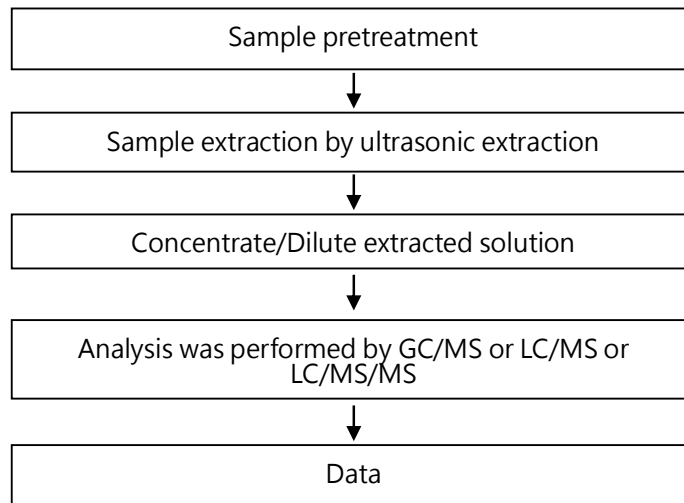 Sample pretreatment
Sample extraction by ultrasonic extraction
Concentrate/Dilute extracted solution
Analysis was performed by GC/MS or LC/MS or
LC/MS/MS
Data